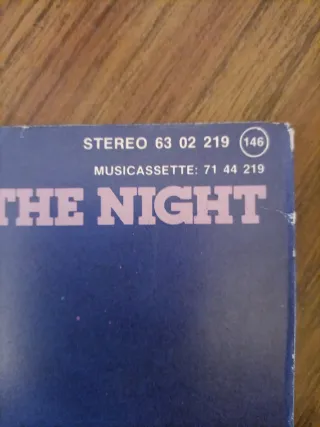 STEREO 63 02 219 146
MUSICASSETTE: 71 44 219
THE NIGHT